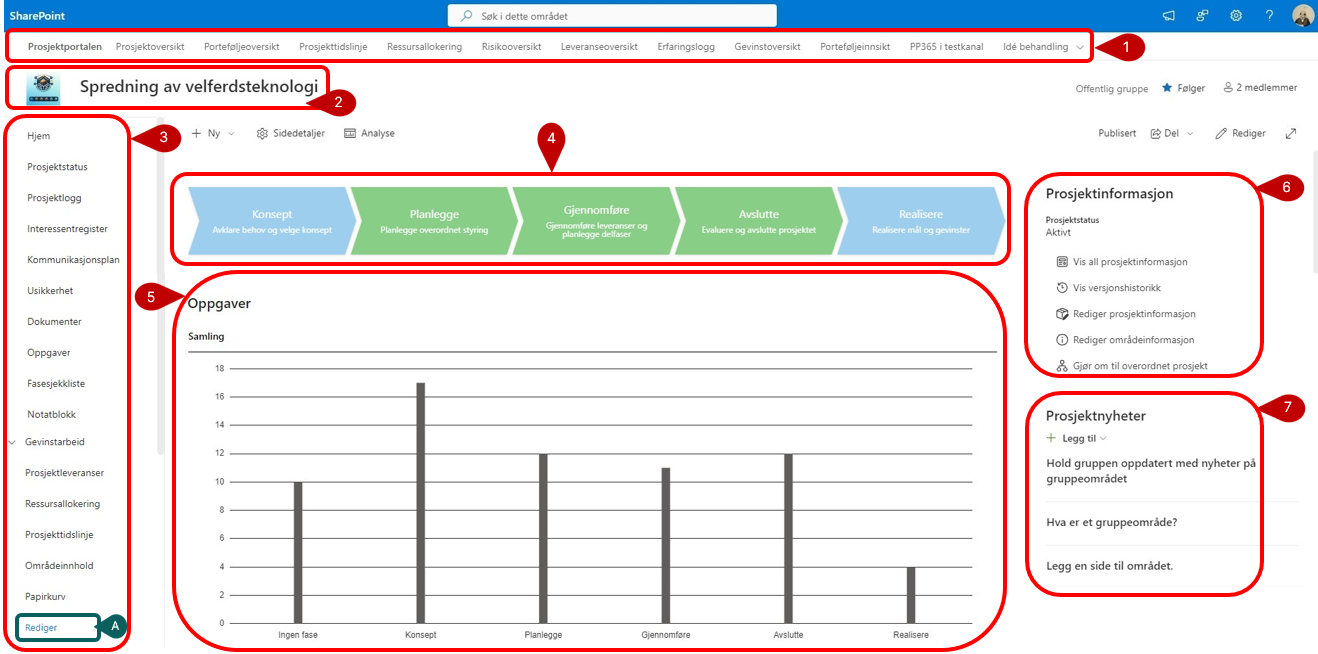 SharePoint
Søk i dette området
?
Prosjektportalen Prosjektoversikt Porteføljeoversikt Prosjekttidslinje Ressursallokering Risikooversikt Leveranseoversikt Erfaringslogg Gevinstoversikt Porteføljeinnsikt PP365 i testkanal Idé behandling
1
Spredning av velferdsteknologi
2
Offentlig gruppe Følger 2 medlemmer
3
Hjem
Prosjektstatus
Prosjektlogg
Interessentregister
Kommunikasjonsplan
Usikkerhet
Dokumenter
Oppgaver
Fasesjekkliste
Notatblokk
Gevinstarbeid
Prosjektleveranser
Ressursallokering
Prosjekttidslinje
Områdeinnhold
Papirkurv
Rediger
A
+ Ny Sidedetaljer Analyse
Publisert Del Rediger
4
Konsept
Avklare behov og velge konsept
Planlegge
Planlegge overordnet styring
Gjennomføre
Gjennomføre leveranser og
planlegge delfaser
Avslutte
Evaluere og avslutte prosjektet
Realisere
Realisere mål og gevinster
5
Oppgaver
Samling
18
16
14
12
10
8
6
4
2
0
Ingen fase Konsept Planlegge Gjennomføre Avslutte Realisere
6
Prosjektinformasjon
Prosjektstatus
Aktivt
Vis all prosjektinformasjon
Vis versjonshistorikk
Rediger prosjektinformasjon
Rediger områdeinformasjon
Gjør om til overordnet prosjekt
7
Prosjektnyheter
+ Legg til
Hold gruppen oppdatert med nyheter på
gruppeområdet
Hva er et gruppeområde?
Legg en side til området.